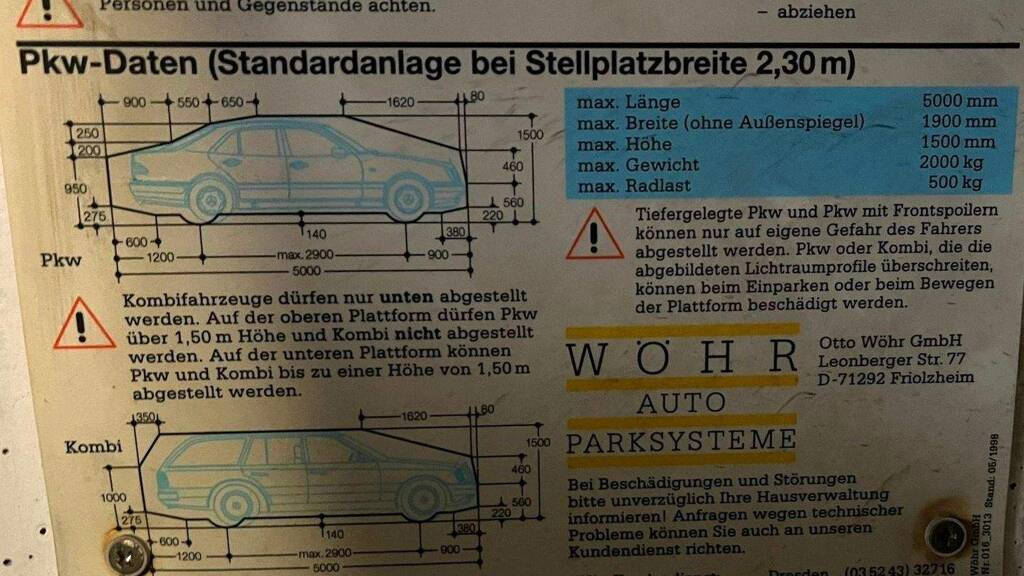 Personen und Gegenstände achten.
– abziehen
Pkw-Daten (Standardanlage bei Stellplatzbreite 2,30 m)
900 550 650 1620 80
250
200
950
275
1500
460
560
220
600 140 380
1200 max. 2900 900
5000
Pkw
max. Länge 5000 mm
max. Breite (ohne Außenspiegel) 1900 mm
max. Höhe 1500 mm
max. Gewicht 2000 kg
max. Radlast 500 kg
Tiefergelegte Pkw und Pkw mit Frontspoilern
können nur auf eigene Gefahr des Fahrers
abgestellt werden. Pkw oder Kombi, die die
abgebildeten Lichtraumprofile überschreiten,
können beim Einparken oder beim Bewegen
der Plattform beschädigt werden.
Kombifahrzeuge dürfen nur unten abgestellt
werden. Auf der oberen Plattform dürfen Pkw
über 1,50 m Höhe und Kombi nicht abgestellt
werden. Auf der unteren Plattform können
Pkw und Kombi bis zu einer Höhe von 1,50 m
abgestellt werden.
WÖHR
AUTO
PARKSYSTEME
Otto Wöhr GmbH
Leonberger Str. 77
D-71292 Friolzheim
350 1620 80
Kombi
1000
275
1500
460
560
220
600 140 380
1200 max. 2900 900
5000
Bei Beschädigungen und Störungen
bitte unverzüglich Ihre Hausverwaltung
informieren! Anfragen wegen technischer
Probleme können Sie auch an unseren
Kundendienst richten.
Dresden (03 52 43) 32716
Wöhr GmbH
Nr. 016_3013 Stand: 05/1998